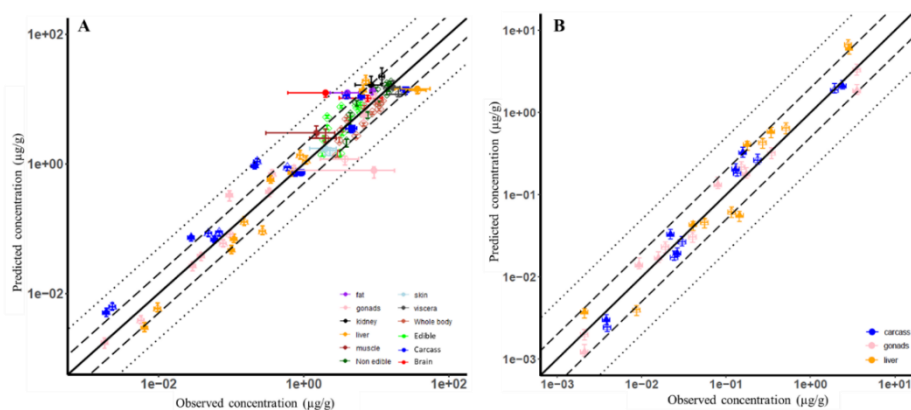 A
1e+02
1e+00
1e-02
Predicted concentration (µg/g)
fat
gonads
kidney
liver
muscle
Non edible
skin
viscera
Whole body
Edible
Carcass
Brain
1e-02
1e+00
1e+02
Observed concentration (µg/g)
B
1e+01
1e+00
1e-01
1e-02
1e-03
Predicted concentration (µg/g)
carcass
gonads
liver
1e-03
1e-02
1e-01
1e+00
1e+01
Observed concentration (µg/g)